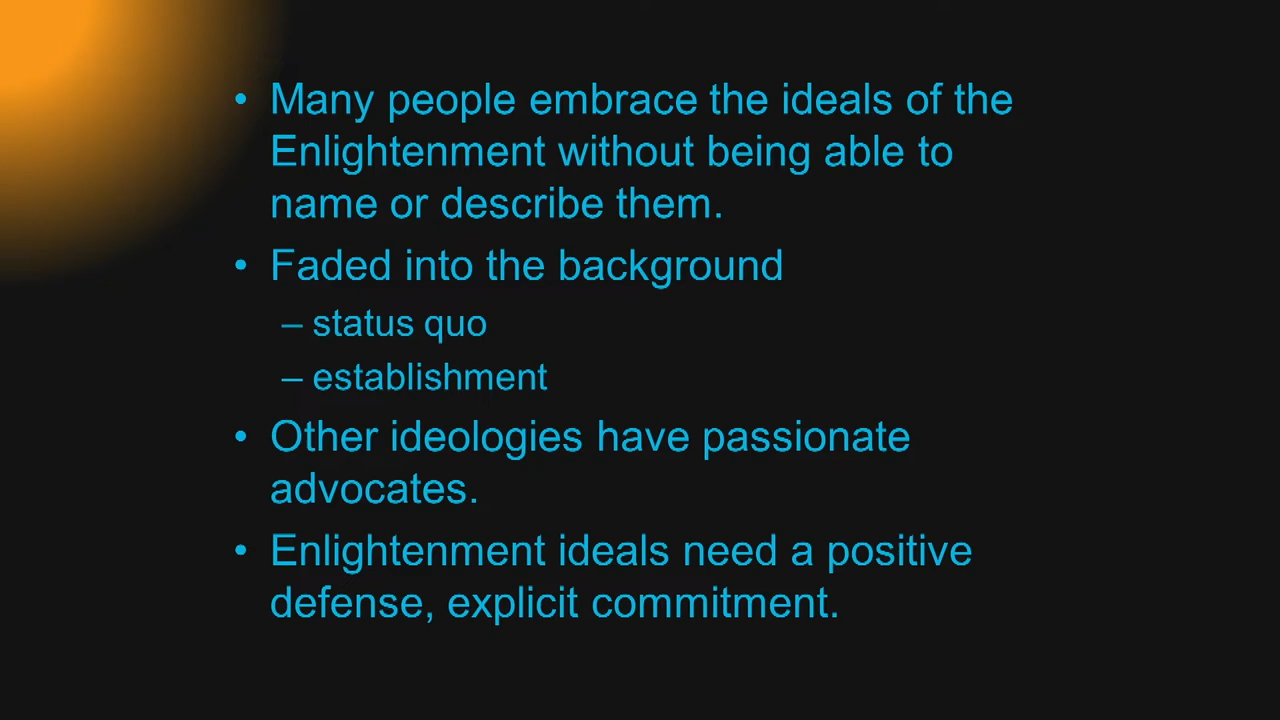 • Many people embrace the ideals of the
Enlightenment without being able to
name or describe them.
• Faded into the background
– status quo
– establishment
• Other ideologies have passionate
advocates.
• Enlightenment ideals need a positive
defense, explicit commitment.